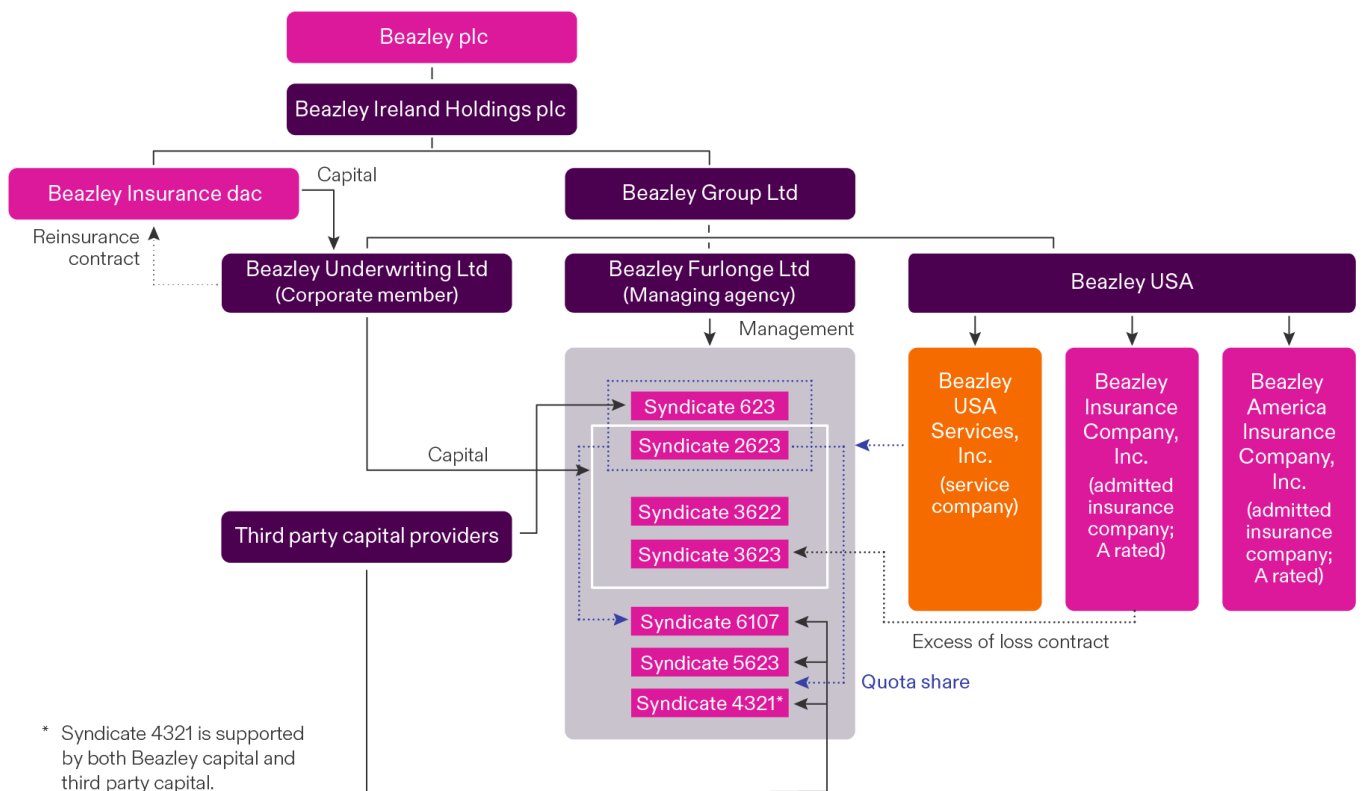 Beazley plc
Beazley Ireland Holdings plc
Beazley Insurance dac
Capital
Beazley Group Ltd
Reinsurance
contract
Beazley Underwriting Ltd
(Corporate member)
Beazley Furlonge Ltd
(Managing agency)
Beazley USA
Management
Syndicate 623
Syndicate 2623
Capital
Syndicate 3622
Third party capital providers
Syndicate 3623
Syndicate 6107
Syndicate 5623
Syndicate 4321*
Beazley
USA
Services,
Inc.
(service
company)
Beazley
Insurance
Company,
Inc.
(admitted
insurance
company;
A rated)
Beazley
America
Insurance
Company,
Inc.
(admitted
insurance
company;
A rated)
Excess of loss contract
Quota share
* Syndicate 4321 is supported
by both Beazley capital and
third party capital.